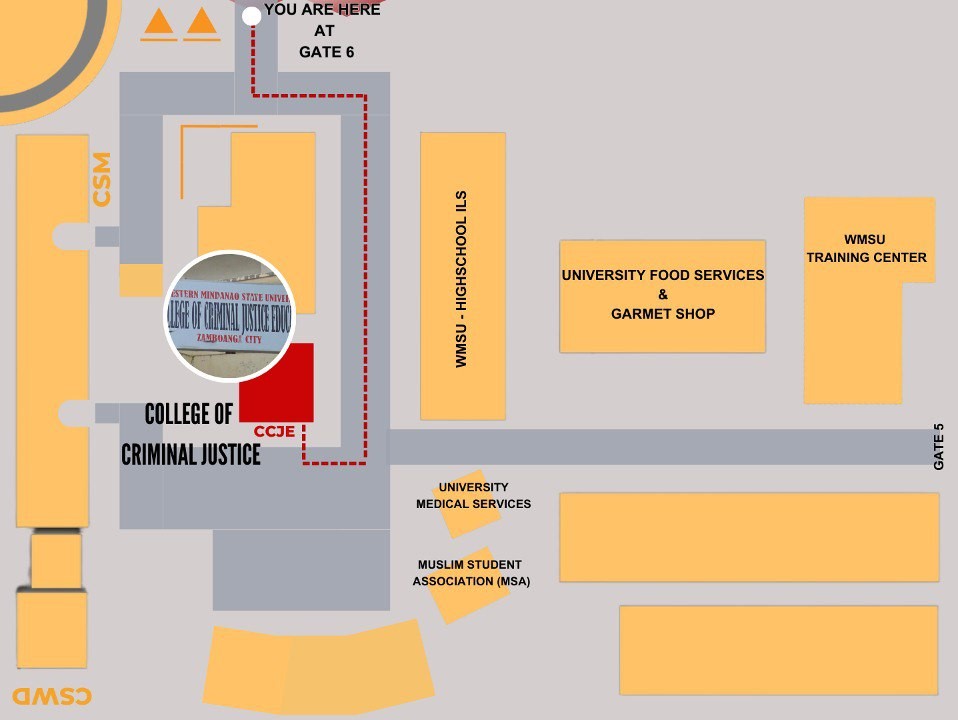 YOU ARE HERE
AT
GATE 6
CSM
WMSU - HIGHSCHOOL ILS
WMSU
TRAINING CENTER
UNIVERSITY FOOD SERVICES
&
GARMET SHOP
ESTERN MINDANAO STATE UNIVE
LLEGE OF CRIMINAL JUSTICE EDUC
ZAMBOANGA CITY
COLLEGE OF
CRIMINAL JUSTICE
CCJE
GATE 5
UNIVERSITY
MEDICAL SERVICES
MUSLIM STUDENT
ASSOCIATION (MSA)
CSWD